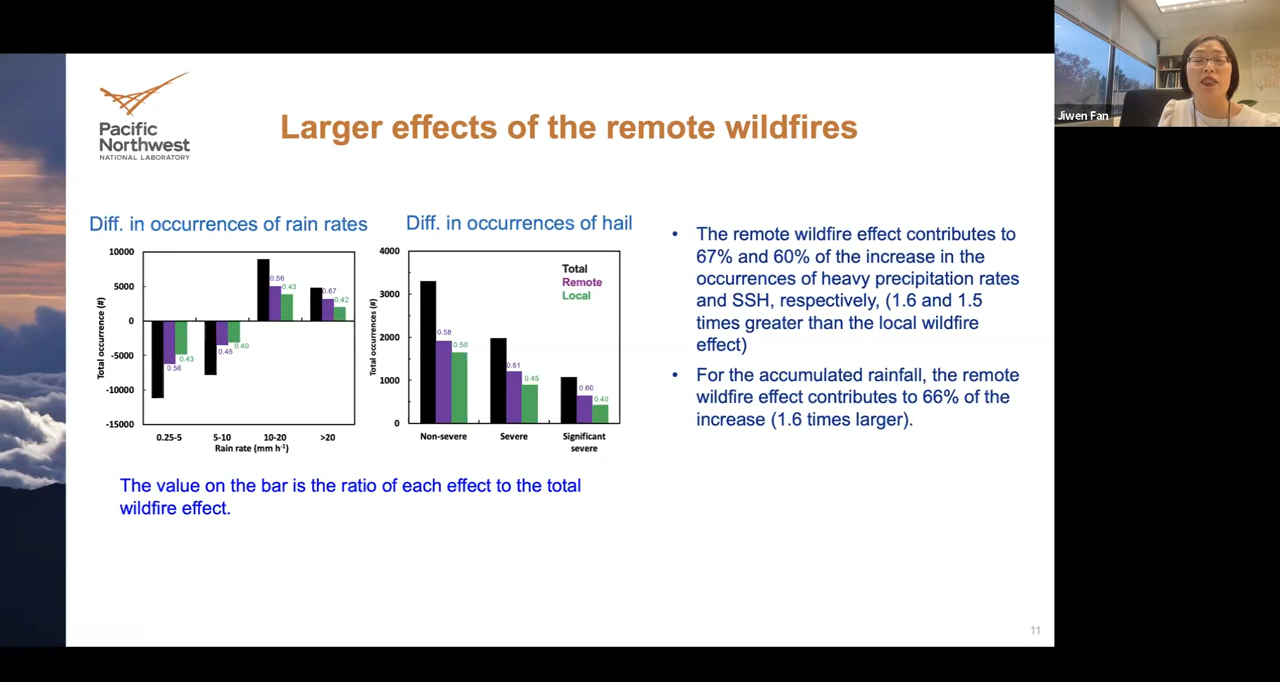 Jiwen Fan
Pacific
Northwest
NATIONAL LABORATORY
Larger effects of the remote wildfires
Diff. in occurrences of rain rates
10000
5000
0
-5000
-10000
-15000
Total occurrence (#)
0.56
0.43
0.45
0.40
0.56
0.43
0.67
0.42
0.25-5
5-10
10-20
>20
Rain rate (mm h⁻¹)
Diff. in occurrences of hail
4000
3000
2000
1000
0
Total occurrences (#)
Total
Remote
Local
0.58
0.50
0.61
0.45
0.60
0.40
Non-severe
Severe
Significant
severe
• The remote wildfire effect contributes to
67% and 60% of the increase in the
occurrences of heavy precipitation rates
and SSH, respectively, (1.6 and 1.5
times greater than the local wildfire
effect)
• For the accumulated rainfall, the remote
wildfire effect contributes to 66% of the
increase (1.6 times larger).
The value on the bar is the ratio of each effect to the total
wildfire effect.
11